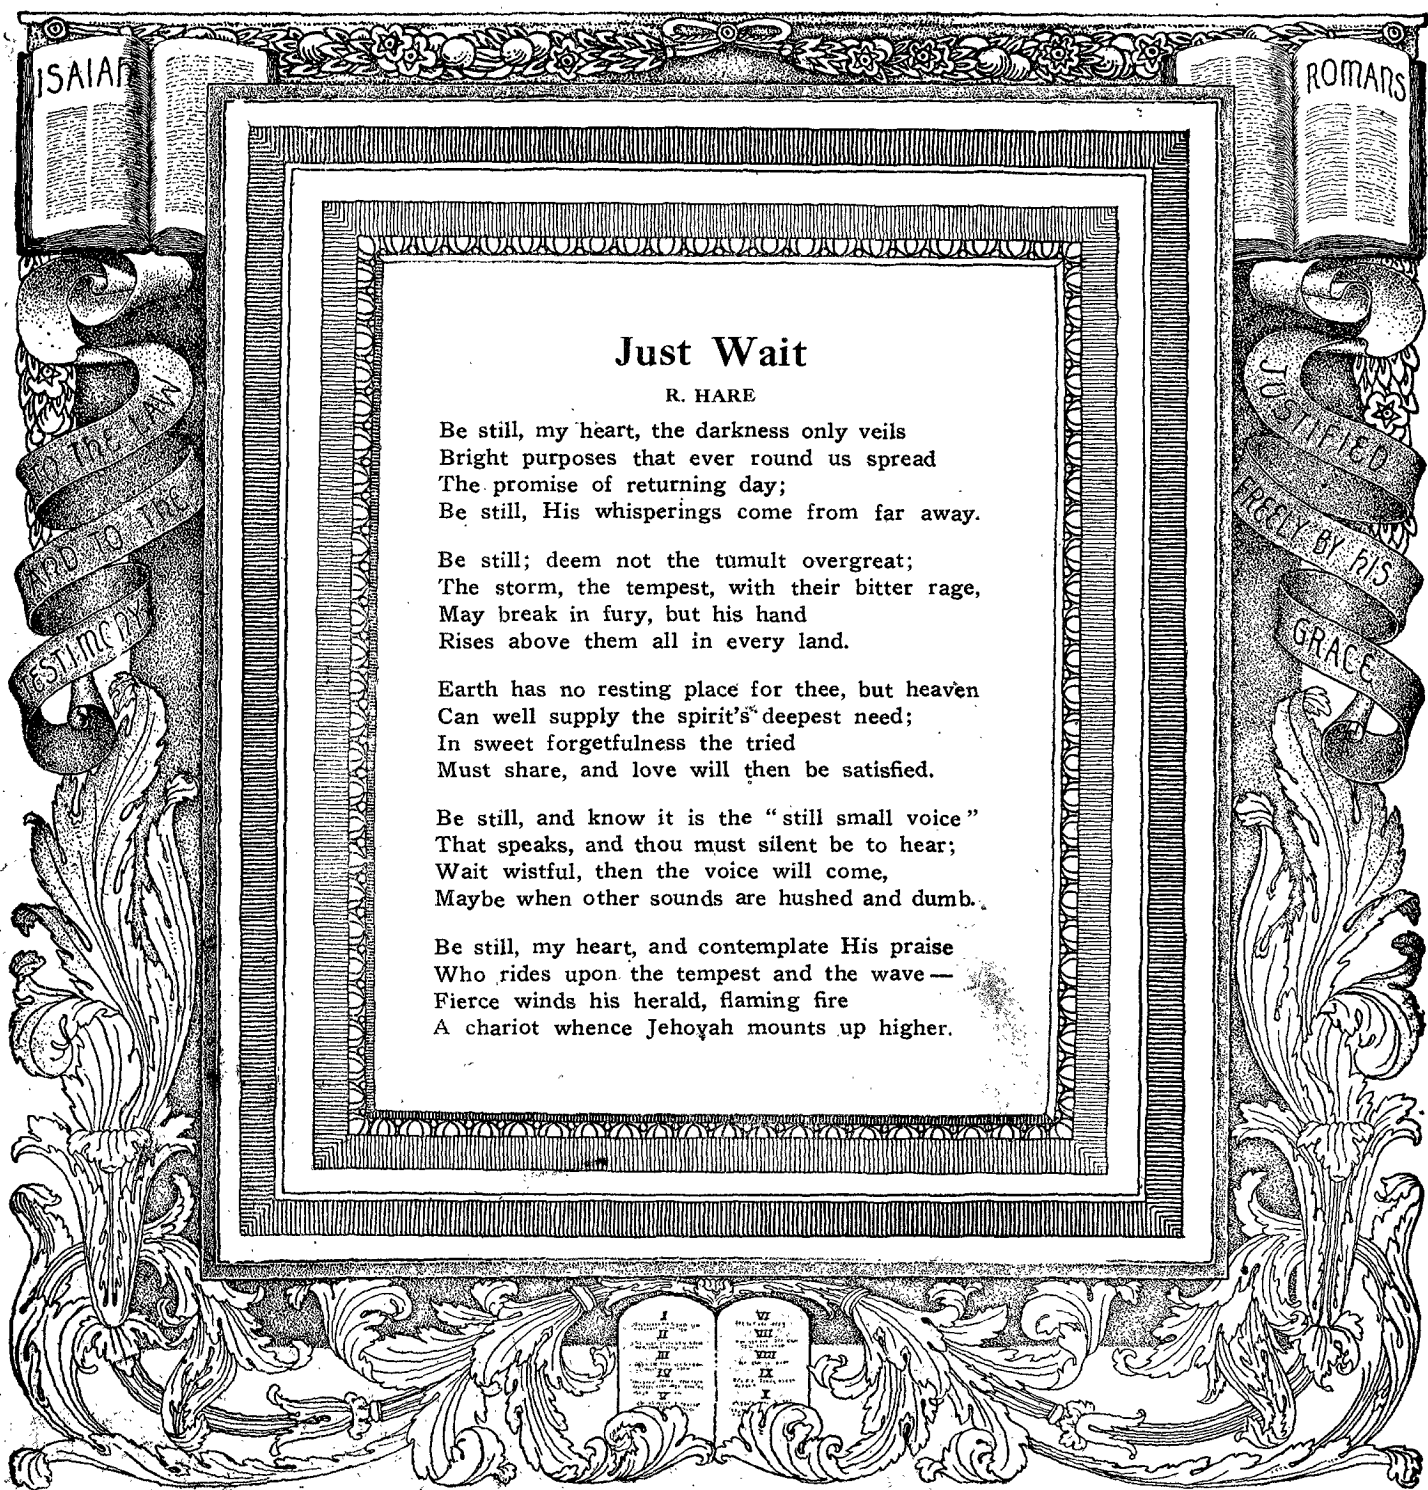 ISAIAH
ROMANS
TO THE LAW
AND TO THE
TESTIMONY
JUSTIFIED
FREELY BY HIS
GRACE
Just Wait
R. HARE
Be still, my heart, the darkness only veils
Bright purposes that ever round us spread
The promise of returning day;
Be still, His whisperings come from far away.
Be still; deem not the tumult overgreat;
The storm, the tempest, with their bitter rage,
May break in fury, but his hand
Rises above them all in every land.
Earth has no resting place for thee, but heaven
Can well supply the spirit's deepest need;
In sweet forgetfulness the tried
Must share, and love will then be satisfied.
Be still, and know it is the “still small voice”
That speaks, and thou must silent be to hear;
Wait wistful, then the voice will come,
Maybe when other sounds are hushed and dumb.
Be still, my heart, and contemplate His praise
Who rides upon the tempest and the wave—
Fierce winds his herald, flaming fire
A chariot whence Jehovah mounts up higher.
I
II
III
IV
V
VI
VII
VIII
IX
X